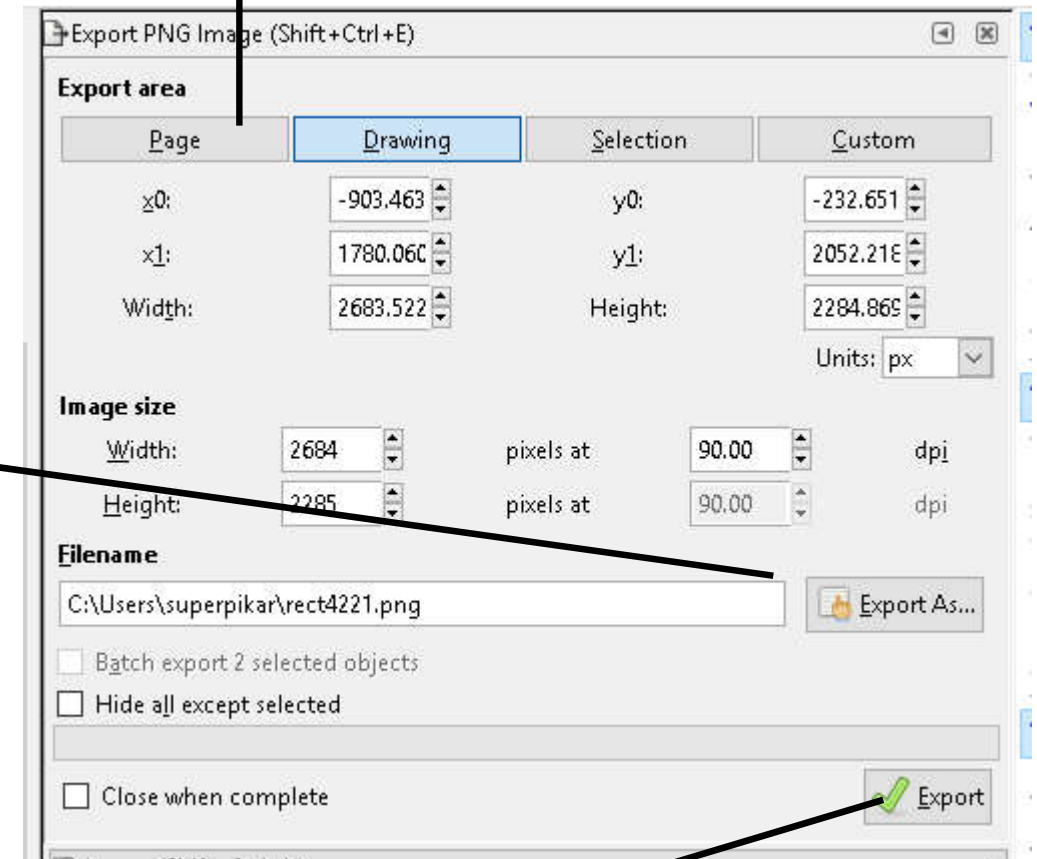 Export PNG Image (Shift+Ctrl+E)
Export area
Page Drawing Selection Custom
x0: -903.463 y0: -232.651
x1: 1780.060 y1: 2052.218
Width: 2683.522 Height: 2284.869
Units: px
Image size
Width: 2684 pixels at 90.00 dpi
Height: 2285 pixels at 90.00 dpi
Filename
C:\Users\superpikar\rect4221.png Export As...
Batch export 2 selected objects
Hide all except selected
Close when complete Export